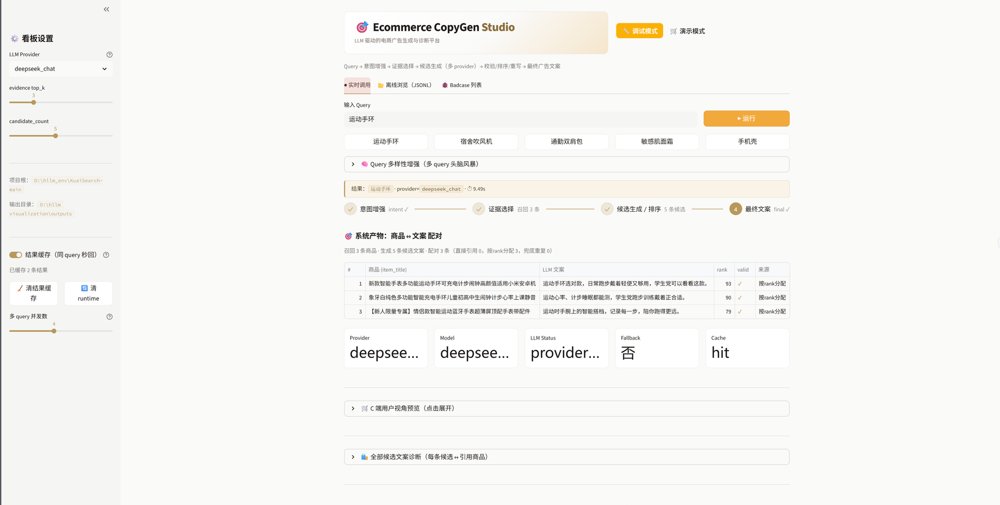 看板设置
LLM Provider
deepseek_chat
evidence top_k
3
candidate_count
5
项目根： D:\hllm_env\KuaiSearch-
main
输出目录： D:\hllm
visualization\outputs
结果缓存（同 query 秒回）
已缓存 2 条结果
清结果缓
存
清
runtime
多 query 并发数
4
Ecommerce CopyGen Studio
LLM 驱动的电商广告生成与诊断平台
调试模式
演示模式
Query → 意图增强 → 证据选择 → 候选生成（多 provider）→ 校验/排序/重写 → 最终广告文案
实时调用
离线浏览（JSONL）
Badcase 列表
输入 Query
运动手环
运行
运动手环
宿舍吹风机
通勤双肩包
敏感肌面霜
手机壳
Query 多样性增强（多 query 头脑风暴）
结果： 运动手环 · provider= deepseek_chat · ⏱ 9.49s
意图增强 intent ✓
证据选择 召回 3 条
候选生成 / 排序 5 条候选
4 最终文案 final ✓
系统产物：商品 ↔ 文案 配对
召回 3 条商品 · 生成 5 条候选文案 · 配对 3 条（直接引用 0，按rank分配 3，兜底重复 0）
# 商品 (item_title) LLM 文案 rank valid 来源
1 新款智能手表多功能运动手环可充电计步闹钟高颜值适用小米安卓机 运动手环选对款，日常跑步戴着轻便又够用，学生党可以看看这款。 93 ✓ 按rank分配
2 象牙白纯色多功能智能充电手环儿童初高中生闹钟计步心率上课静音 运动心率、计步睡眠都能测，学生党跑步训练戴着正合适。 90 ✓ 按rank分配
3 【新人限量专属】情侣款智能运动蓝牙手表超薄屏顶配手表带配件 运动时手腕上的智能搭档，记录每一步，陪你跑得更远。 79 ✓ 按rank分配
Provider
deepsee...
Model
deepsee...
LLM Status
provider...
Fallback
否
Cache
hit
C 端用户视角预览（点击展开）
全部候选文案诊断（每条候选 ↔ 引用商品）